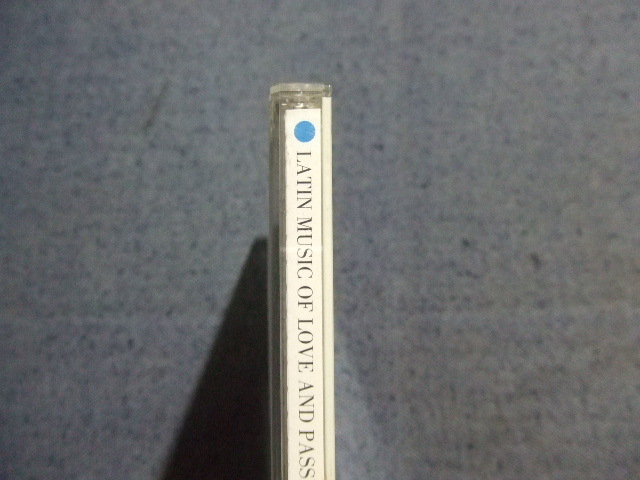 LATIN MUSIC OF LOVE AND PASS